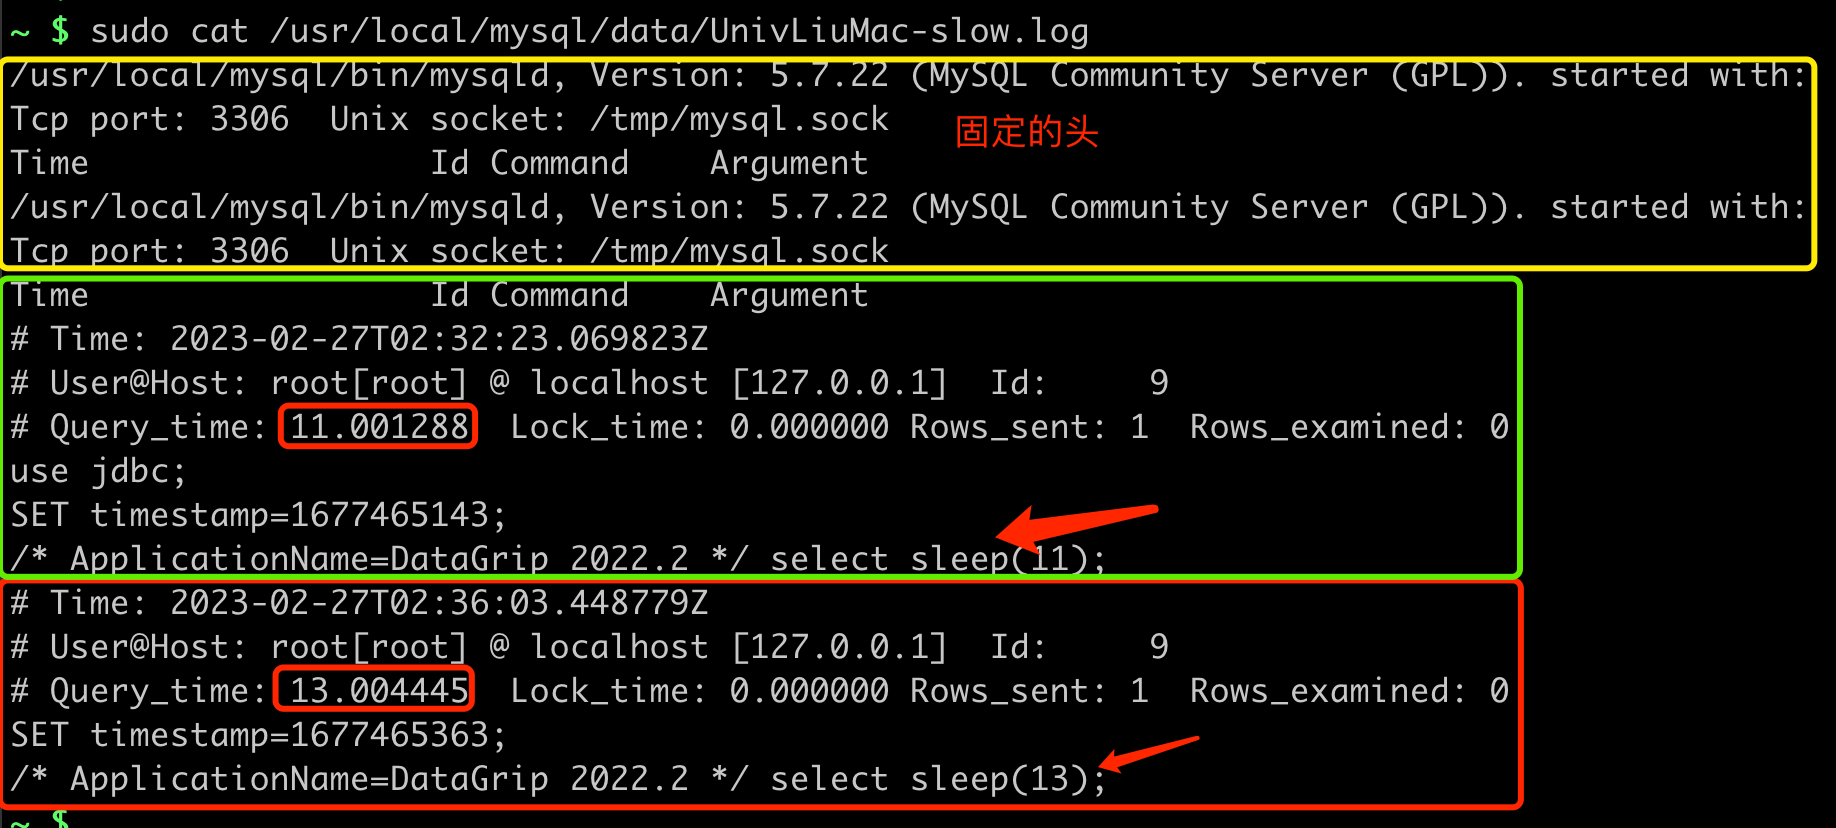 ~ $ sudo cat /usr/local/mysql/data/UnivLiuMac-slow.log
/usr/local/mysql/bin/mysqld, Version: 5.7.22 (MySQL Community Server (GPL)). started with:
Tcp port: 3306  Unix socket: /tmp/mysql.sock
固定的头
Time                 Id Command    Argument
/usr/local/mysql/bin/mysqld, Version: 5.7.22 (MySQL Community Server (GPL)). started with:
Tcp port: 3306  Unix socket: /tmp/mysql.sock
Time                 Id Command    Argument
# Time: 2023-02-27T02:32:23.069823Z
# User@Host: root[root] @ localhost [127.0.0.1]  Id:     9
# Query_time: 11.001288  Lock_time: 0.000000 Rows_sent: 1  Rows_examined: 0
use jdbc;
SET timestamp=1677465143;
/* ApplicationName=DataGrip 2022.2 */ select sleep(11);
# Time: 2023-02-27T02:36:03.448779Z
# User@Host: root[root] @ localhost [127.0.0.1]  Id:     9
# Query_time: 13.004445  Lock_time: 0.000000 Rows_sent: 1  Rows_examined: 0
SET timestamp=1677465363;
/* ApplicationName=DataGrip 2022.2 */ select sleep(13);
~ $